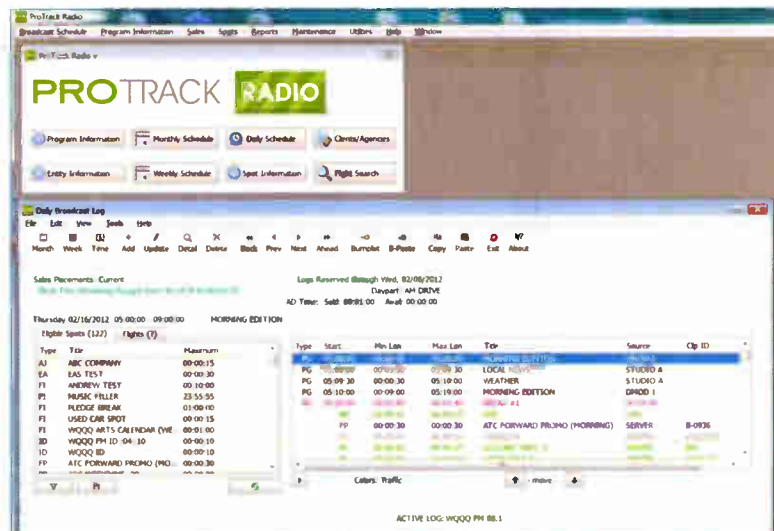 ProTrack Radio
Broadcast Schedule Program Information Sales Spots Reports Maintenance Utilities Help Window
ProTrack Radio
PROTRACK RADIO
Program Information Monthly Schedule Daily Schedule Clients/Agencies
Entity Information Weekly Schedule Spot Information Flight Search
Daily Broadcast Log
File Edit View Tools Help
Month Week Time Add Update Detail Delete Back Prev Next Ahead Bumplst B-Paste Copy Paste Exit About
Sales Placements: Current Logs Reserved through Wed, 02/08/2012
Daypart: AM DRIVE
AD Time: Sold: 00:01:00 Avail: 00:00:00
Thursday 02/16/2012 05:00:00 - 09:00:00 MORNING EDITION
Eligible Spots (122) Flights (7)
Type Title Maximum
AJ ABC COMPANY 00:00:15
EA EAS TEST 00:00:30
FI ANDREW TEST 00:10:00
FI MUSIC FILLER 23:55:55
FI PLEDGE BREAK 01:00:00
FI USED CAR SPOT 00:00:15
FI WQQQ ARTS CALENDAR (WE 00:01:00
ID WQQQ FM ID :04-:10 00:00:10
ID WQQQ ID 00:00:10
FP ATC FORWARD PROMO (MO... 00:00:30
Type Start Min Len Max Len Title Source Clip ID
PG 05:00:00 LOCAL NEWS STUDIO A
PG 05:09:30 00:00:30 05:10:00 WEATHER STUDIO A
PG 05:10:00 00:09:00 05:19:00 MORNING EDITION DMOD 1
PP 00:00:30 00:00:30 ATC FORWARD PROMO (MORNING) SERVER B-0936
Colors: Traffic - move
ACTIVE LOG: WQQQ FM 88.1